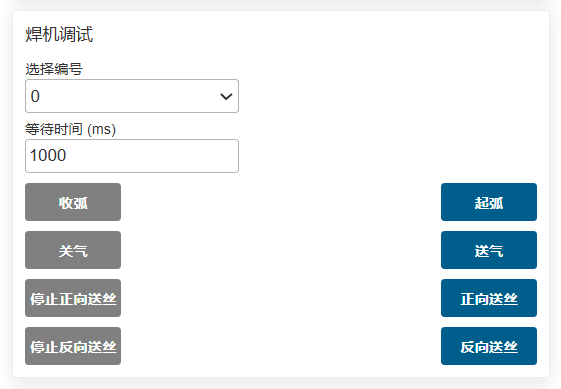 焊机调试
选择编号
0
等待时间 (ms)
1000
收弧 起弧
关气 送气
停止正向送丝 正向送丝
停止反向送丝 反向送丝